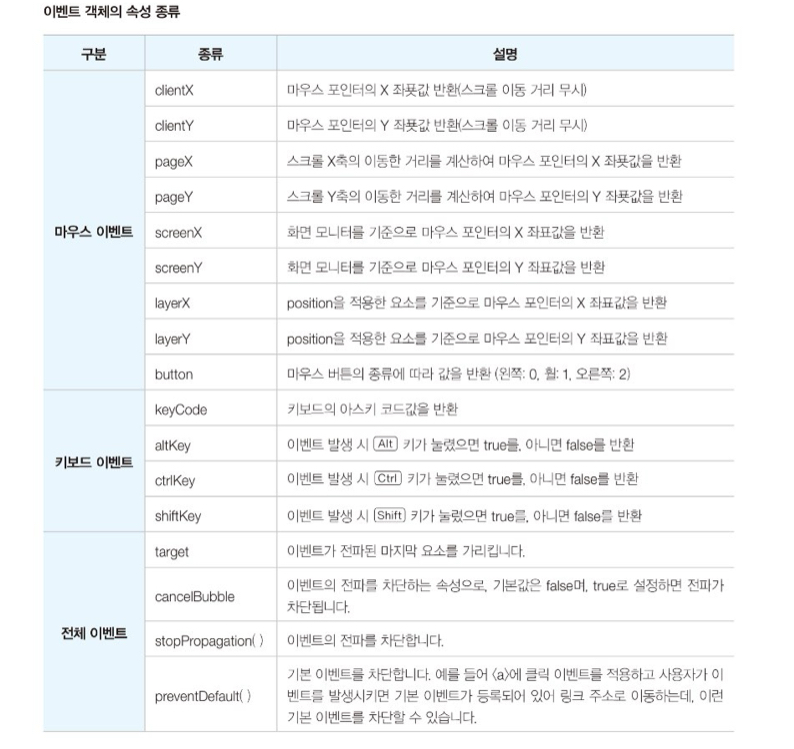 이벤트 객체의 속성 종류
구분 종류 설명
마우스 이벤트
clientX 마우스 포인터의 X 좌푯값 반환(스크롤 이동 거리 무시)
clientY 마우스 포인터의 Y 좌푯값 반환(스크롤 이동 거리 무시)
pageX 스크롤 X축의 이동한 거리를 계산하여 마우스 포인터의 X 좌푯값을 반환
pageY 스크롤 Y축의 이동한 거리를 계산하여 마우스 포인터의 Y 좌푯값을 반환
screenX 화면 모니터를 기준으로 마우스 포인터의 X 좌표값을 반환
screenY 화면 모니터를 기준으로 마우스 포인터의 Y 좌표값을 반환
layerX position을 적용한 요소를 기준으로 마우스 포인터의 X 좌표값을 반환
layerY position을 적용한 요소를 기준으로 마우스 포인터의 Y 좌표값을 반환
button 마우스 버튼의 종류에 따라 값을 반환 (왼쪽: 0, 휠: 1, 오른쪽: 2)
키보드 이벤트
keyCode 키보드의 아스키 코드값을 반환
altKey 이벤트 발생 시 Alt 키가 눌렸으면 true를, 아니면 false를 반환
ctrlKey 이벤트 발생 시 Ctrl 키가 눌렸으면 true를, 아니면 false를 반환
shiftKey 이벤트 발생 시 Shift 키가 눌렸으면 true를, 아니면 false를 반환
전체 이벤트
target 이벤트가 전파된 마지막 요소를 가리킵니다.
cancelBubble 이벤트의 전파를 차단하는 속성으로, 기본값은 false며, true로 설정하면 전파가
차단됩니다.
stopPropagation( ) 이벤트의 전파를 차단합니다.
preventDefault( ) 기본 이벤트를 차단합니다. 예를 들어 〈a〉에 클릭 이벤트를 적용하고 사용자가 이
벤트를 발생시키면 기본 이벤트가 등록되어 있어 링크 주소로 이동하는데, 이런
기본 이벤트를 차단할 수 있습니다.